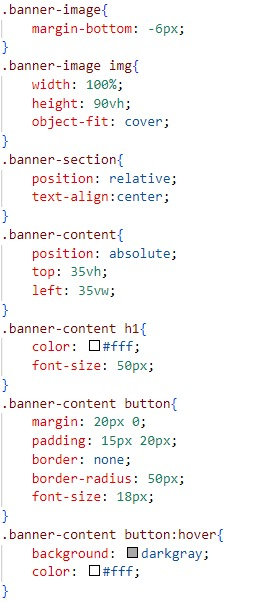 .banner-image{
    margin-bottom: -6px;
}
.banner-image img{
    width: 100%;
    height: 90vh;
    object-fit: cover;
}
.banner-section{
    position: relative;
    text-align:center;
}
.banner-content{
    position: absolute;
    top: 35vh;
    left: 35vw;
}
.banner-content h1{
    color: #fff;
    font-size: 50px;
}
.banner-content button{
    margin: 20px 0;
    padding: 15px 20px;
    border: none;
    border-radius: 50px;
    font-size: 18px;
}
.banner-content button:hover{
    background: darkgray;
    color: #fff;
}